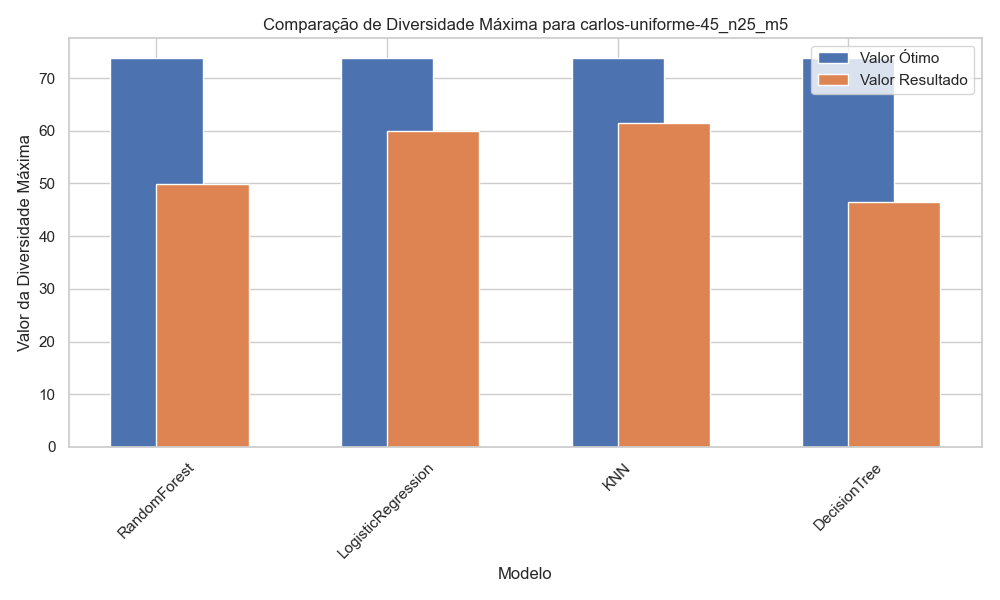 Comparação de Diversidade Máxima para carlos-uniforme-45_n25_m5
Valor Ótimo
Valor Resultado
Valor da Diversidade Máxima
70
60
50
40
30
20
10
0
RandomForest
LogisticRegression
KNN
DecisionTree
Modelo